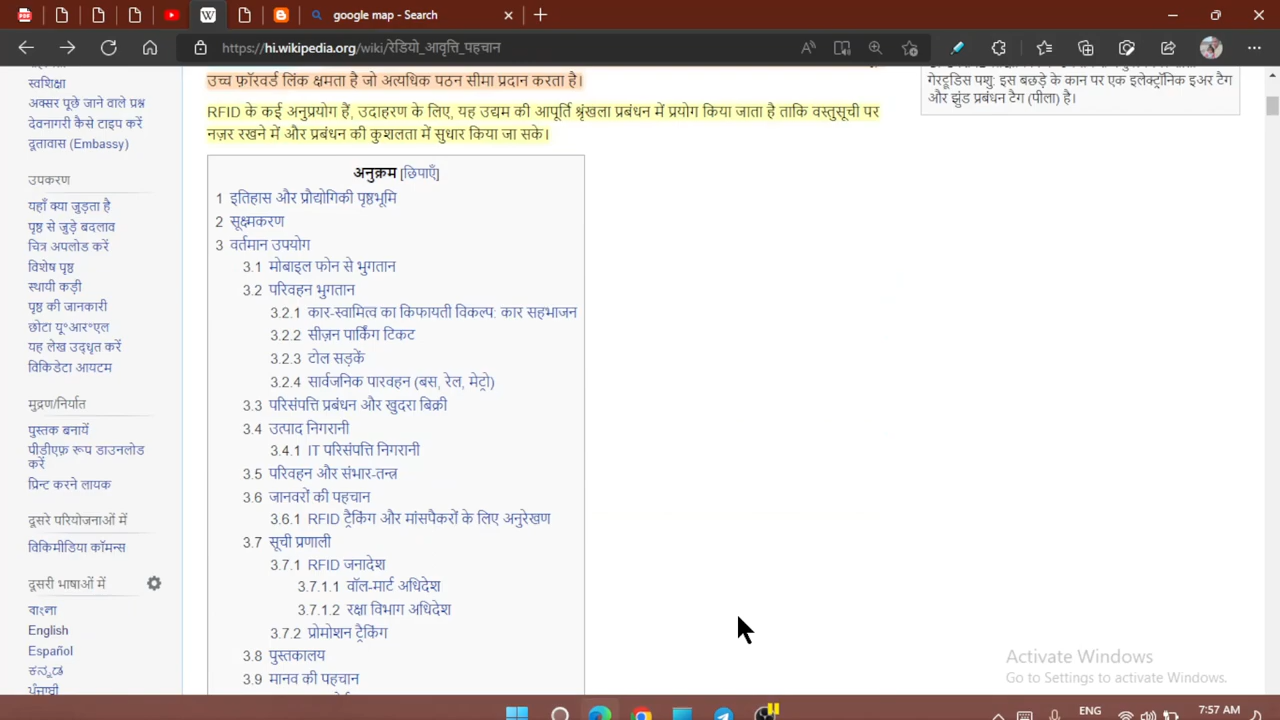 google map - Search
https://hi.wikipedia.org/wiki/रेडियो_आवृत्ति_पहचान
उच्च फ़ॉरवर्ड लिंक क्षमता है जो अत्यधिक पठन सीमा प्रदान करता है।
RFID के कई अनुप्रयोग हैं, उदाहरण के लिए, यह उद्यम की आपूर्ति श्रृंखला प्रबंधन में प्रयोग किया जाता है ताकि वस्तुसूची पर
नज़र रखने में और प्रबंधन की कुशलता में सुधार किया जा सके।
गेरटूडिस पशु: इस बछड़े के कान पर एक इलेक्ट्रॉनिक इअर टैग
और झुंड प्रबंधन टैग (पीला) है।
स्वशिक्षा
अक्सर पूछे जाने वाले प्रश्न
देवनागरी कैसे टाइप करें
दूतावास (Embassy)
उपकरण
यहाँ क्या जुड़ता है
पृष्ठ से जुड़े बदलाव
चित्र अपलोड करें
विशेष पृष्ठ
स्थायी कड़ी
पृष्ठ की जानकारी
छोटा यू॰आर॰एल
यह लेख उद्धृत करें
विकिडेटा आयटम
मुद्रण/निर्यात
पुस्तक बनायें
पीडीएफ़ रूप डाउनलोड
करें
प्रिन्ट करने लायक
दूसरे परियोजनाओं में
विकिमीडिया कॉमन्स
दूसरी भाषाओं में
বাংলা
English
Español
ಕನ್ನಡ
ਪੰਜਾਬੀ
अनुक्रम [छिपाएँ]
1 इतिहास और प्रौद्योगिकी पृष्ठभूमि
2 सूक्ष्मकरण
3 वर्तमान उपयोग
3.1 मोबाइल फोन से भुगतान
3.2 परिवहन भुगतान
3.2.1 कार-स्वामित्व का किफायती विकल्प: कार सहभाजन
3.2.2 सीज़न पार्किंग टिकट
3.2.3 टोल सड़कें
3.2.4 सार्वजनिक पारवहन (बस, रेल, मेट्रो)
3.3 परिसंपत्ति प्रबंधन और खुदरा बिक्री
3.4 उत्पाद निगरानी
3.4.1 IT परिसंपत्ति निगरानी
3.5 परिवहन और संभार-तन्त्र
3.6 जानवरों की पहचान
3.6.1 RFID ट्रैकिंग और मांसपैकरों के लिए अनुरेखण
3.7 सूची प्रणाली
3.7.1 RFID जनादेश
3.7.1.1 वॉल-मार्ट अधिदेश
3.7.1.2 रक्षा विभाग अधिदेश
3.7.2 प्रोमोशन ट्रैकिंग
3.8 पुस्तकालय
3.9 मानव की पहचान
Activate Windows
Go to Settings to activate Windows.
ENG
7:57 AM